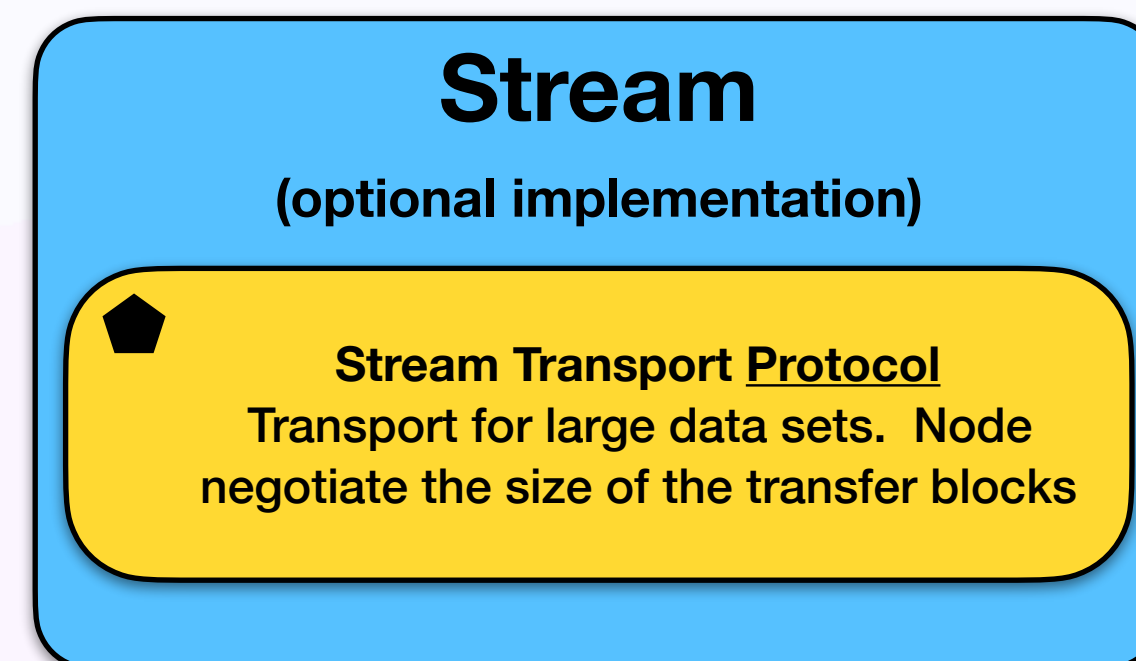 Stream
(optional implementation)
Stream Transport Protocol
Transport for large data sets.  Node
negotiate the size of the transfer blocks